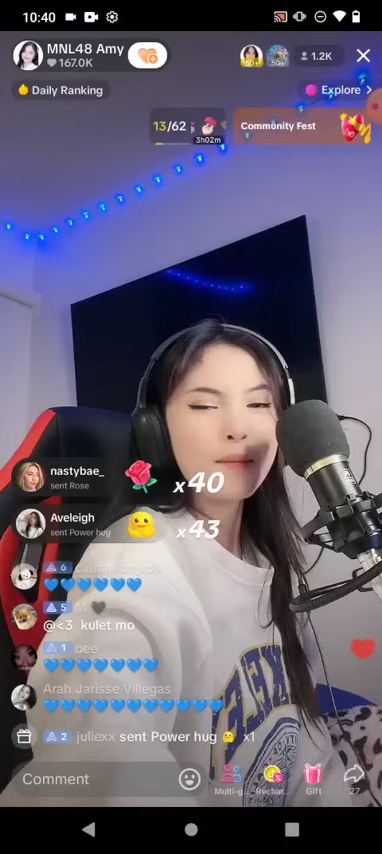 10:40
MNL48 Amy
167.0K
1.2K
Daily Ranking
Explore
13/62
3h02m
Community Fest
nastybae_
sent Rose
x40
Aveleigh
sent Power hug
x43
6
5 M
@<3 kulet mo
1 bee
Arah Jarisse Villegas
2 juliexx sent Power hug x1
Comment
Multi-g...
Rechar...
Gift
27